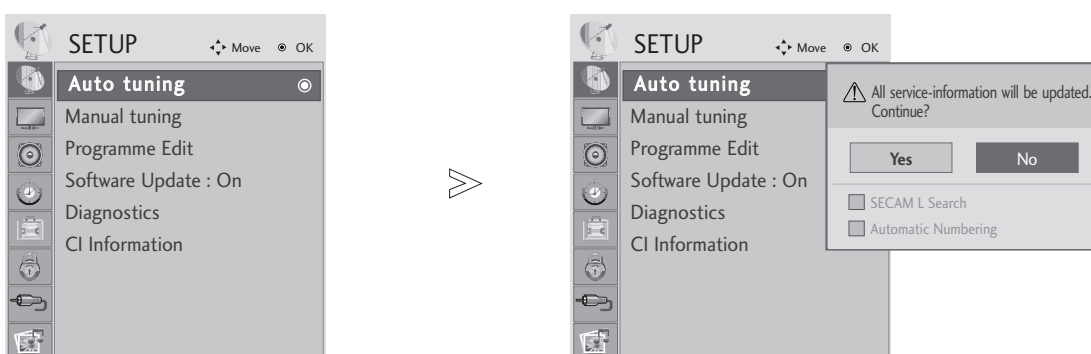 SETUP
Move OK
Auto tuning
Manual tuning
Programme Edit
Software Update : On
Diagnostics
CI Information
SETUP
Move OK
Auto tuning
Manual tuning
Programme Edit
Software Update : On
Diagnostics
CI Information
All service-information will be updated.
Continue?
Yes No
SECAM L Search
Automatic Numbering